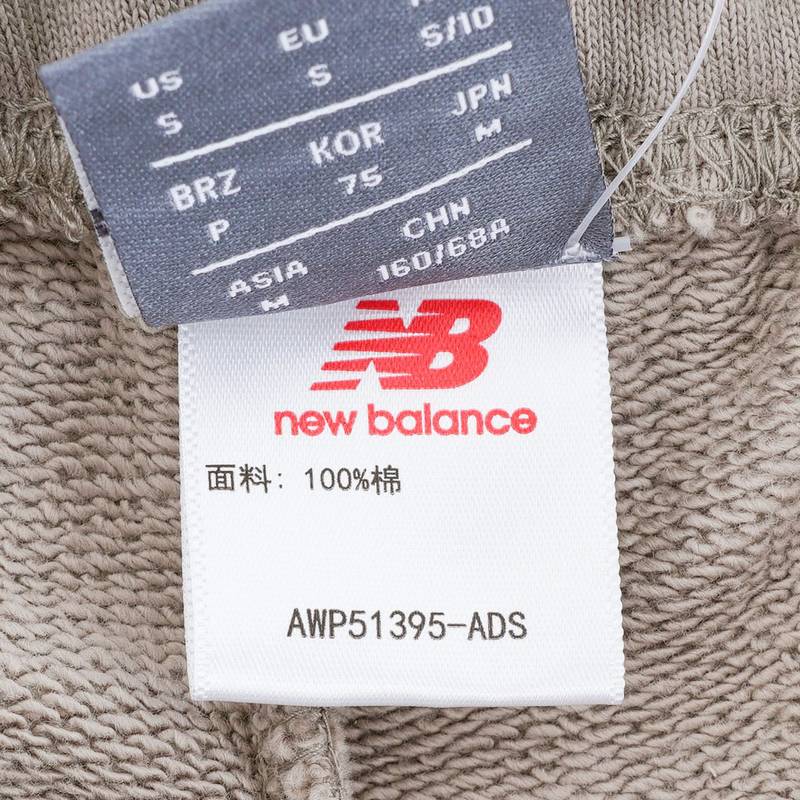 US EU
S S S/10
BRZ KOR JPN
P 75 M
ASIA CHN
M 160/68A
NB
new balance
面料: 100%棉
AWP51395-ADS